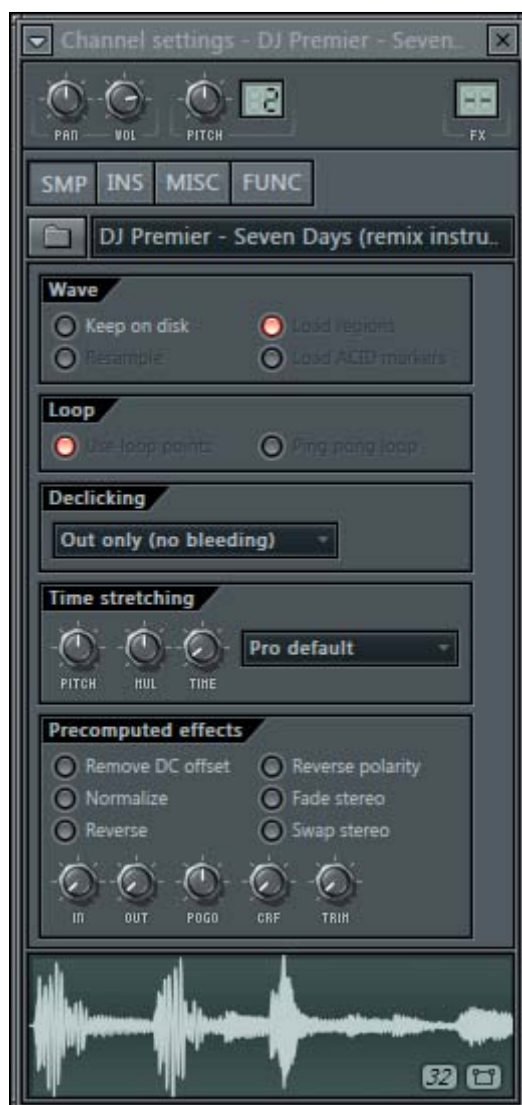 Channel settings - DJ Premier - Seven..
PAN VOL PITCH 2 -- FX
SMP INS MISC FUNC
DJ Premier - Seven Days (remix instru..
Wave
Keep on disk Load regions
Resample Load ACID markers
Loop
Use loop points Ping pong loop
Declicking
Out only (no bleeding)
Time stretching
Pro default
PITCH MUL TIME
Precomputed effects
Remove DC offset Reverse polarity
Normalize Fade stereo
Reverse Swap stereo
IN OUT POGO CRF TRIM
32